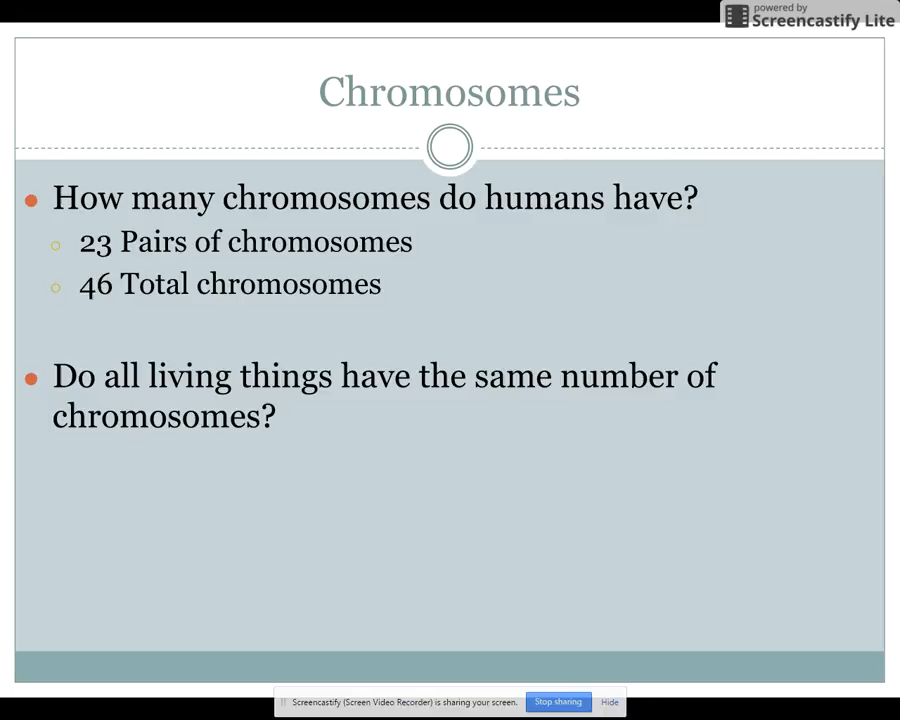 powered by
Screencastify Lite
Chromosomes
How many chromosomes do humans have?
23 Pairs of chromosomes
46 Total chromosomes
Do all living things have the same number of
chromosomes?
Screencastify (Screen Video Recorder) is sharing your screen. Stop sharing Hide